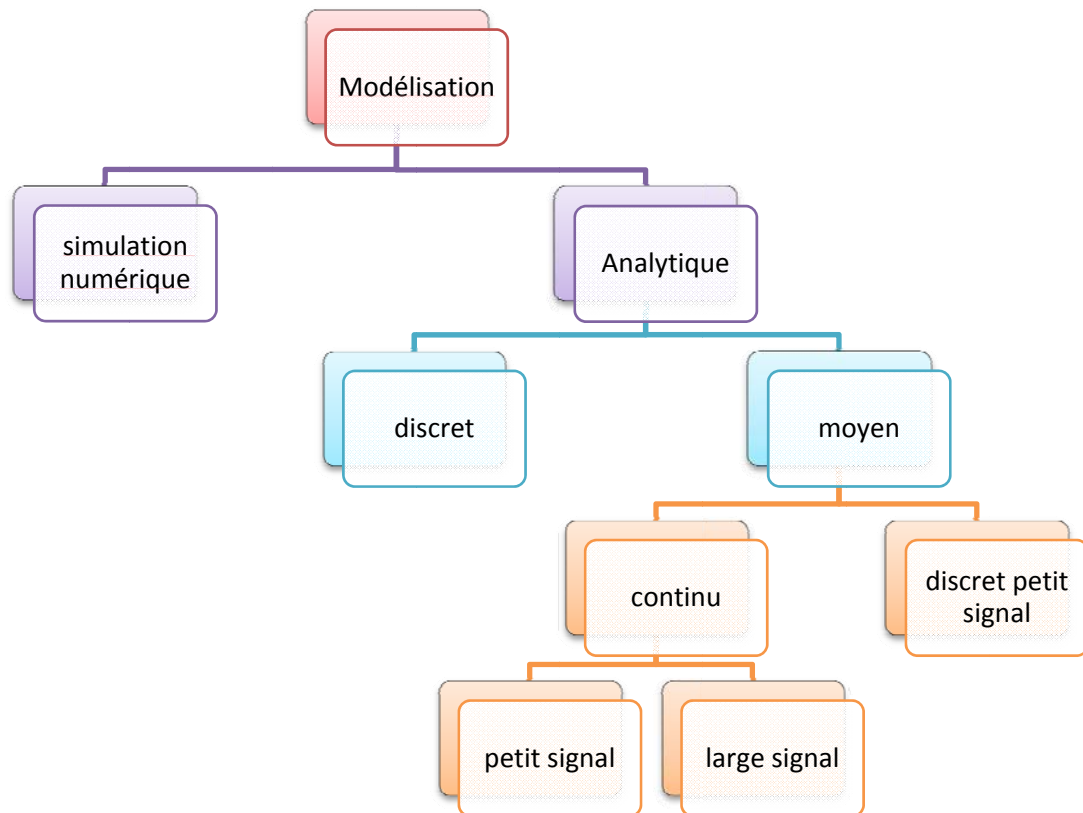 Modélisation
simulation
numérique
Analytique
discret
moyen
continu
discret petit
signal
petit signal
large signal